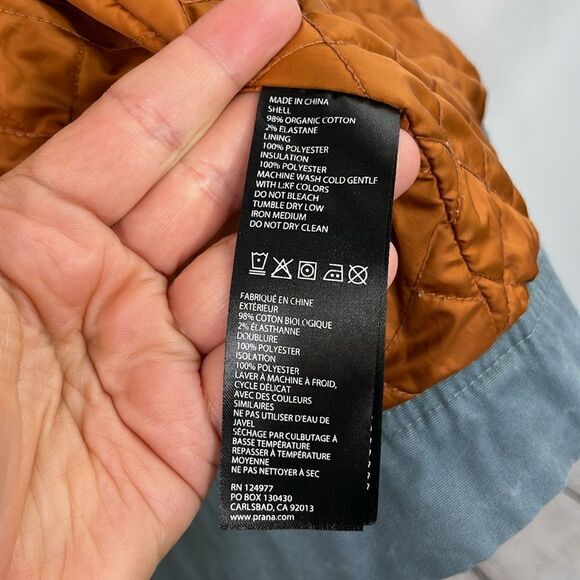 MADE IN CHINA
SHELL
98% ORGANIC COTTON
2% ELASTANE
LINING
100% POLYESTER
INSULATION
100% POLYESTER
MACHINE WASH COLD GENTLE
WITH LIKE COLORS
DO NOT BLEACH
TUMBLE DRY LOW
IRON MEDIUM
DO NOT DRY CLEAN
FABRIQUÉ EN CHINE
EXTÉRIEUR
98% COTON BIOLOGIQUE
2% ÉLASTHANNE
DOUBLURE
100% POLYESTER
ISOLATION
100% POLYESTER
LAVER À MACHINE À FROID,
CYCLE DÉLICAT
AVEC DES COULEURS
SIMILAIRES
NE PAS UTILISER D'EAU DE
JAVEL
SÉCHAGE PAR CULBUTAGE À
BASSE TEMPÉRATURE
REPASSER À TEMPÉRATURE
MOYENNE
NE PAS NETTOYER À SEC
RN 124977
PO BOX 130430
CARLSBAD, CA 92013
www.prana.com